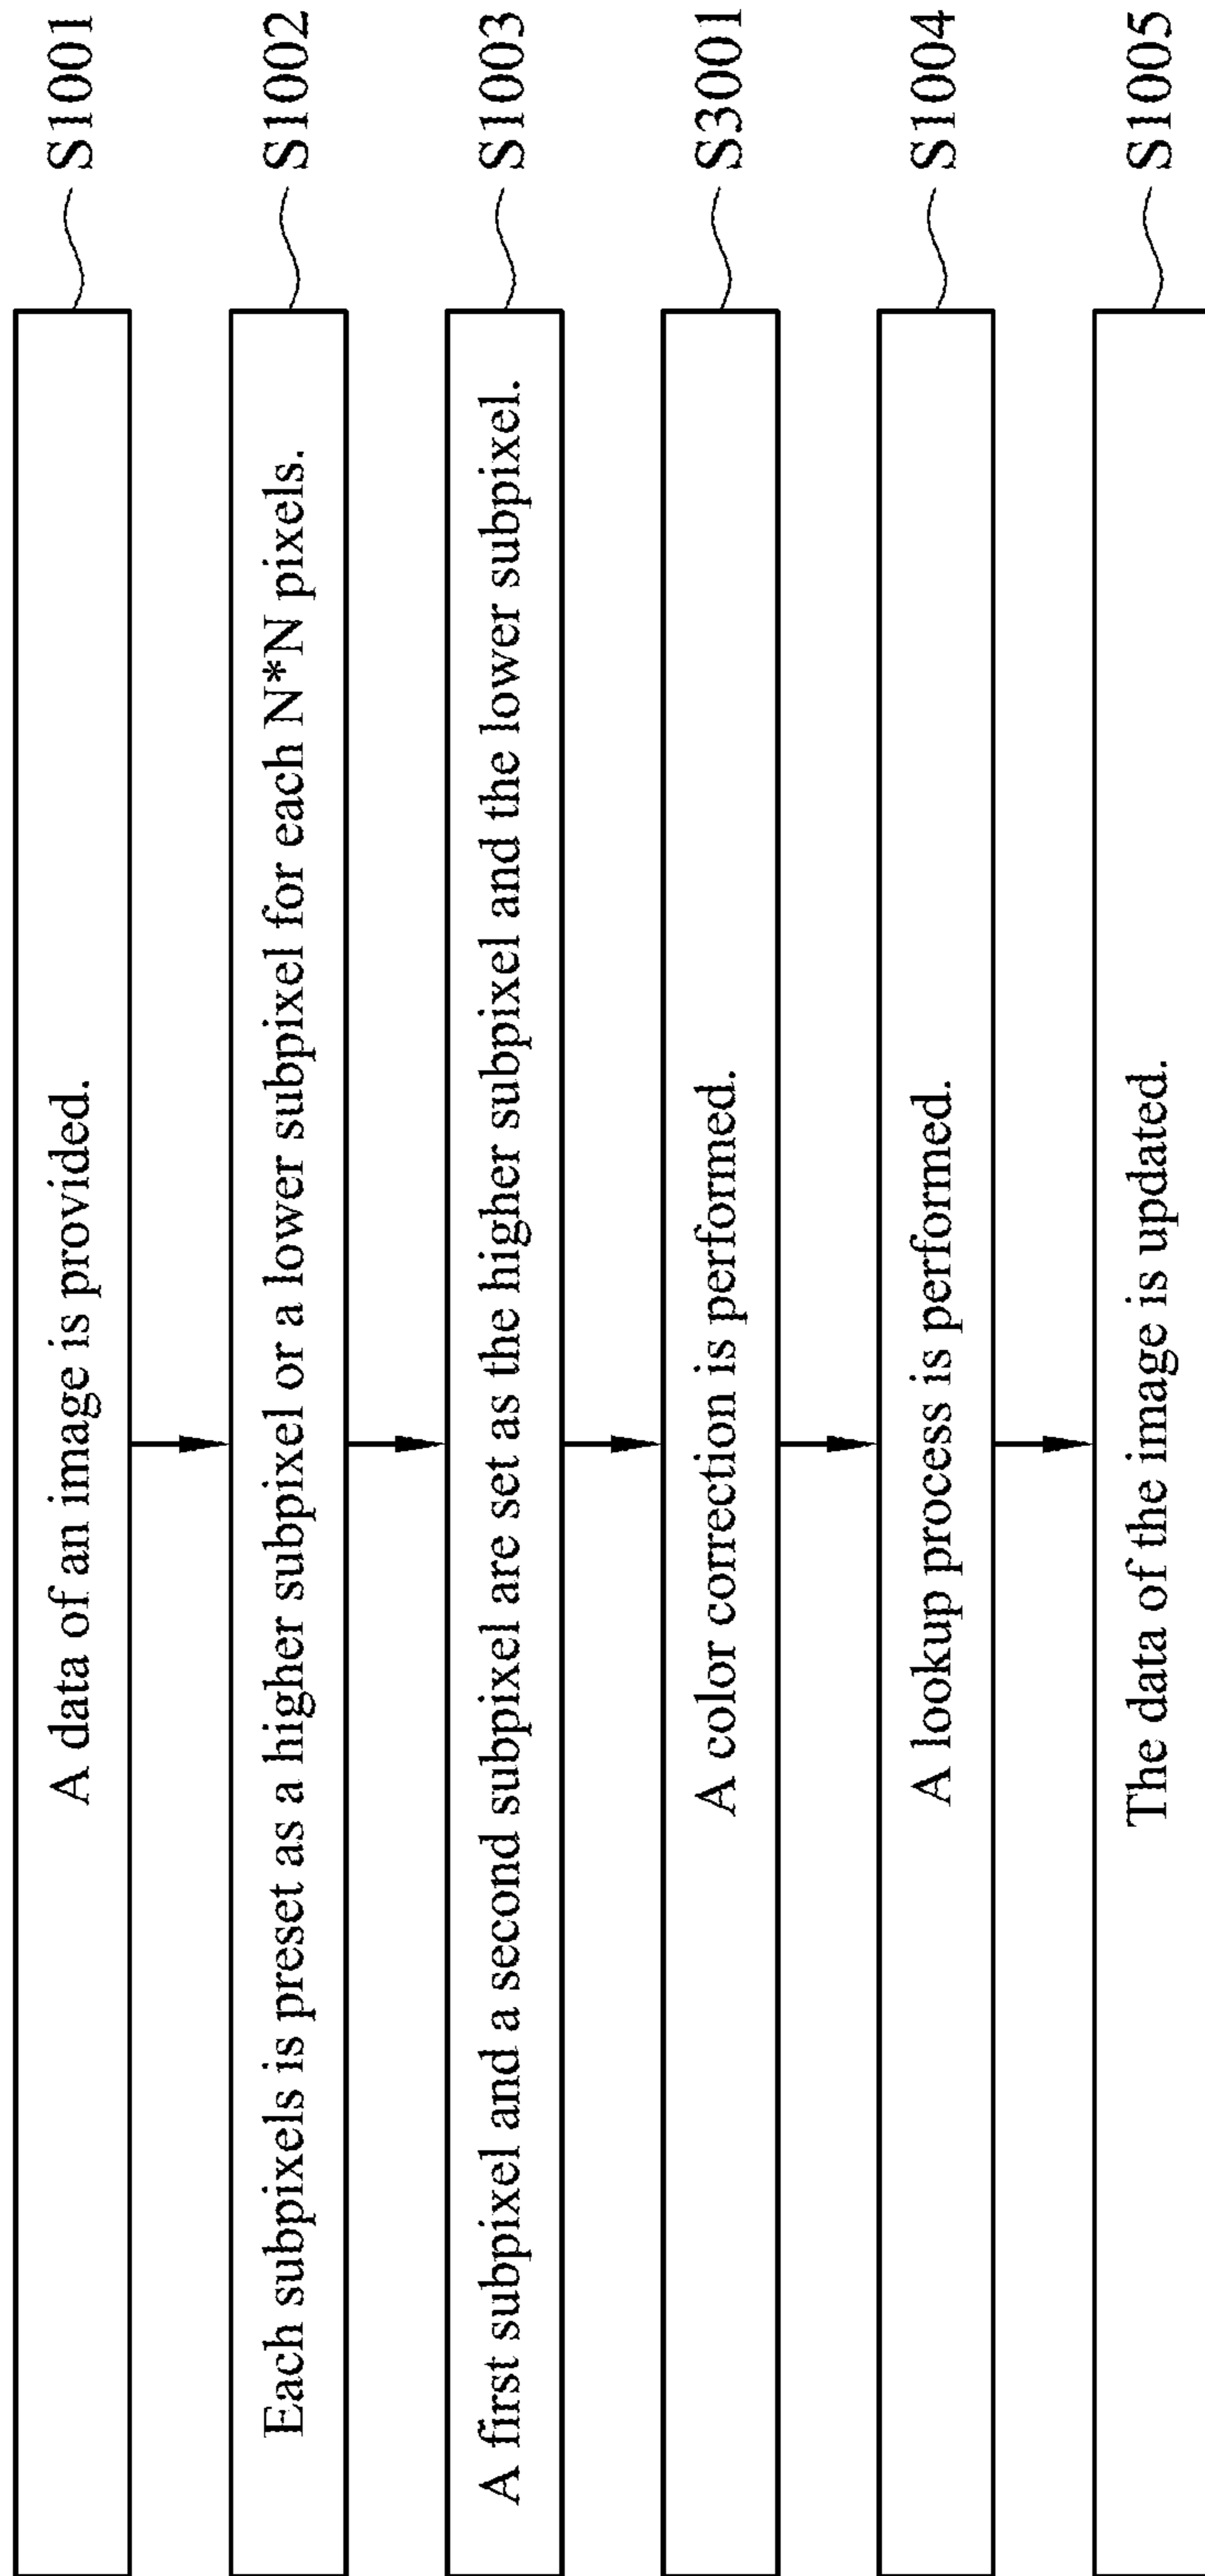 A data of an image is provided.
S1001
Each subpixels is preset as a higher subpixel or a lower subpixel for each N*N pixels.
S1002
A first subpixel and a second subpixel are set as the higher subpixel and the lower subpixel.
S1003
A color correction is performed.
S3001
A lookup process is performed.
S1004
The data of the image is updated.
S1005